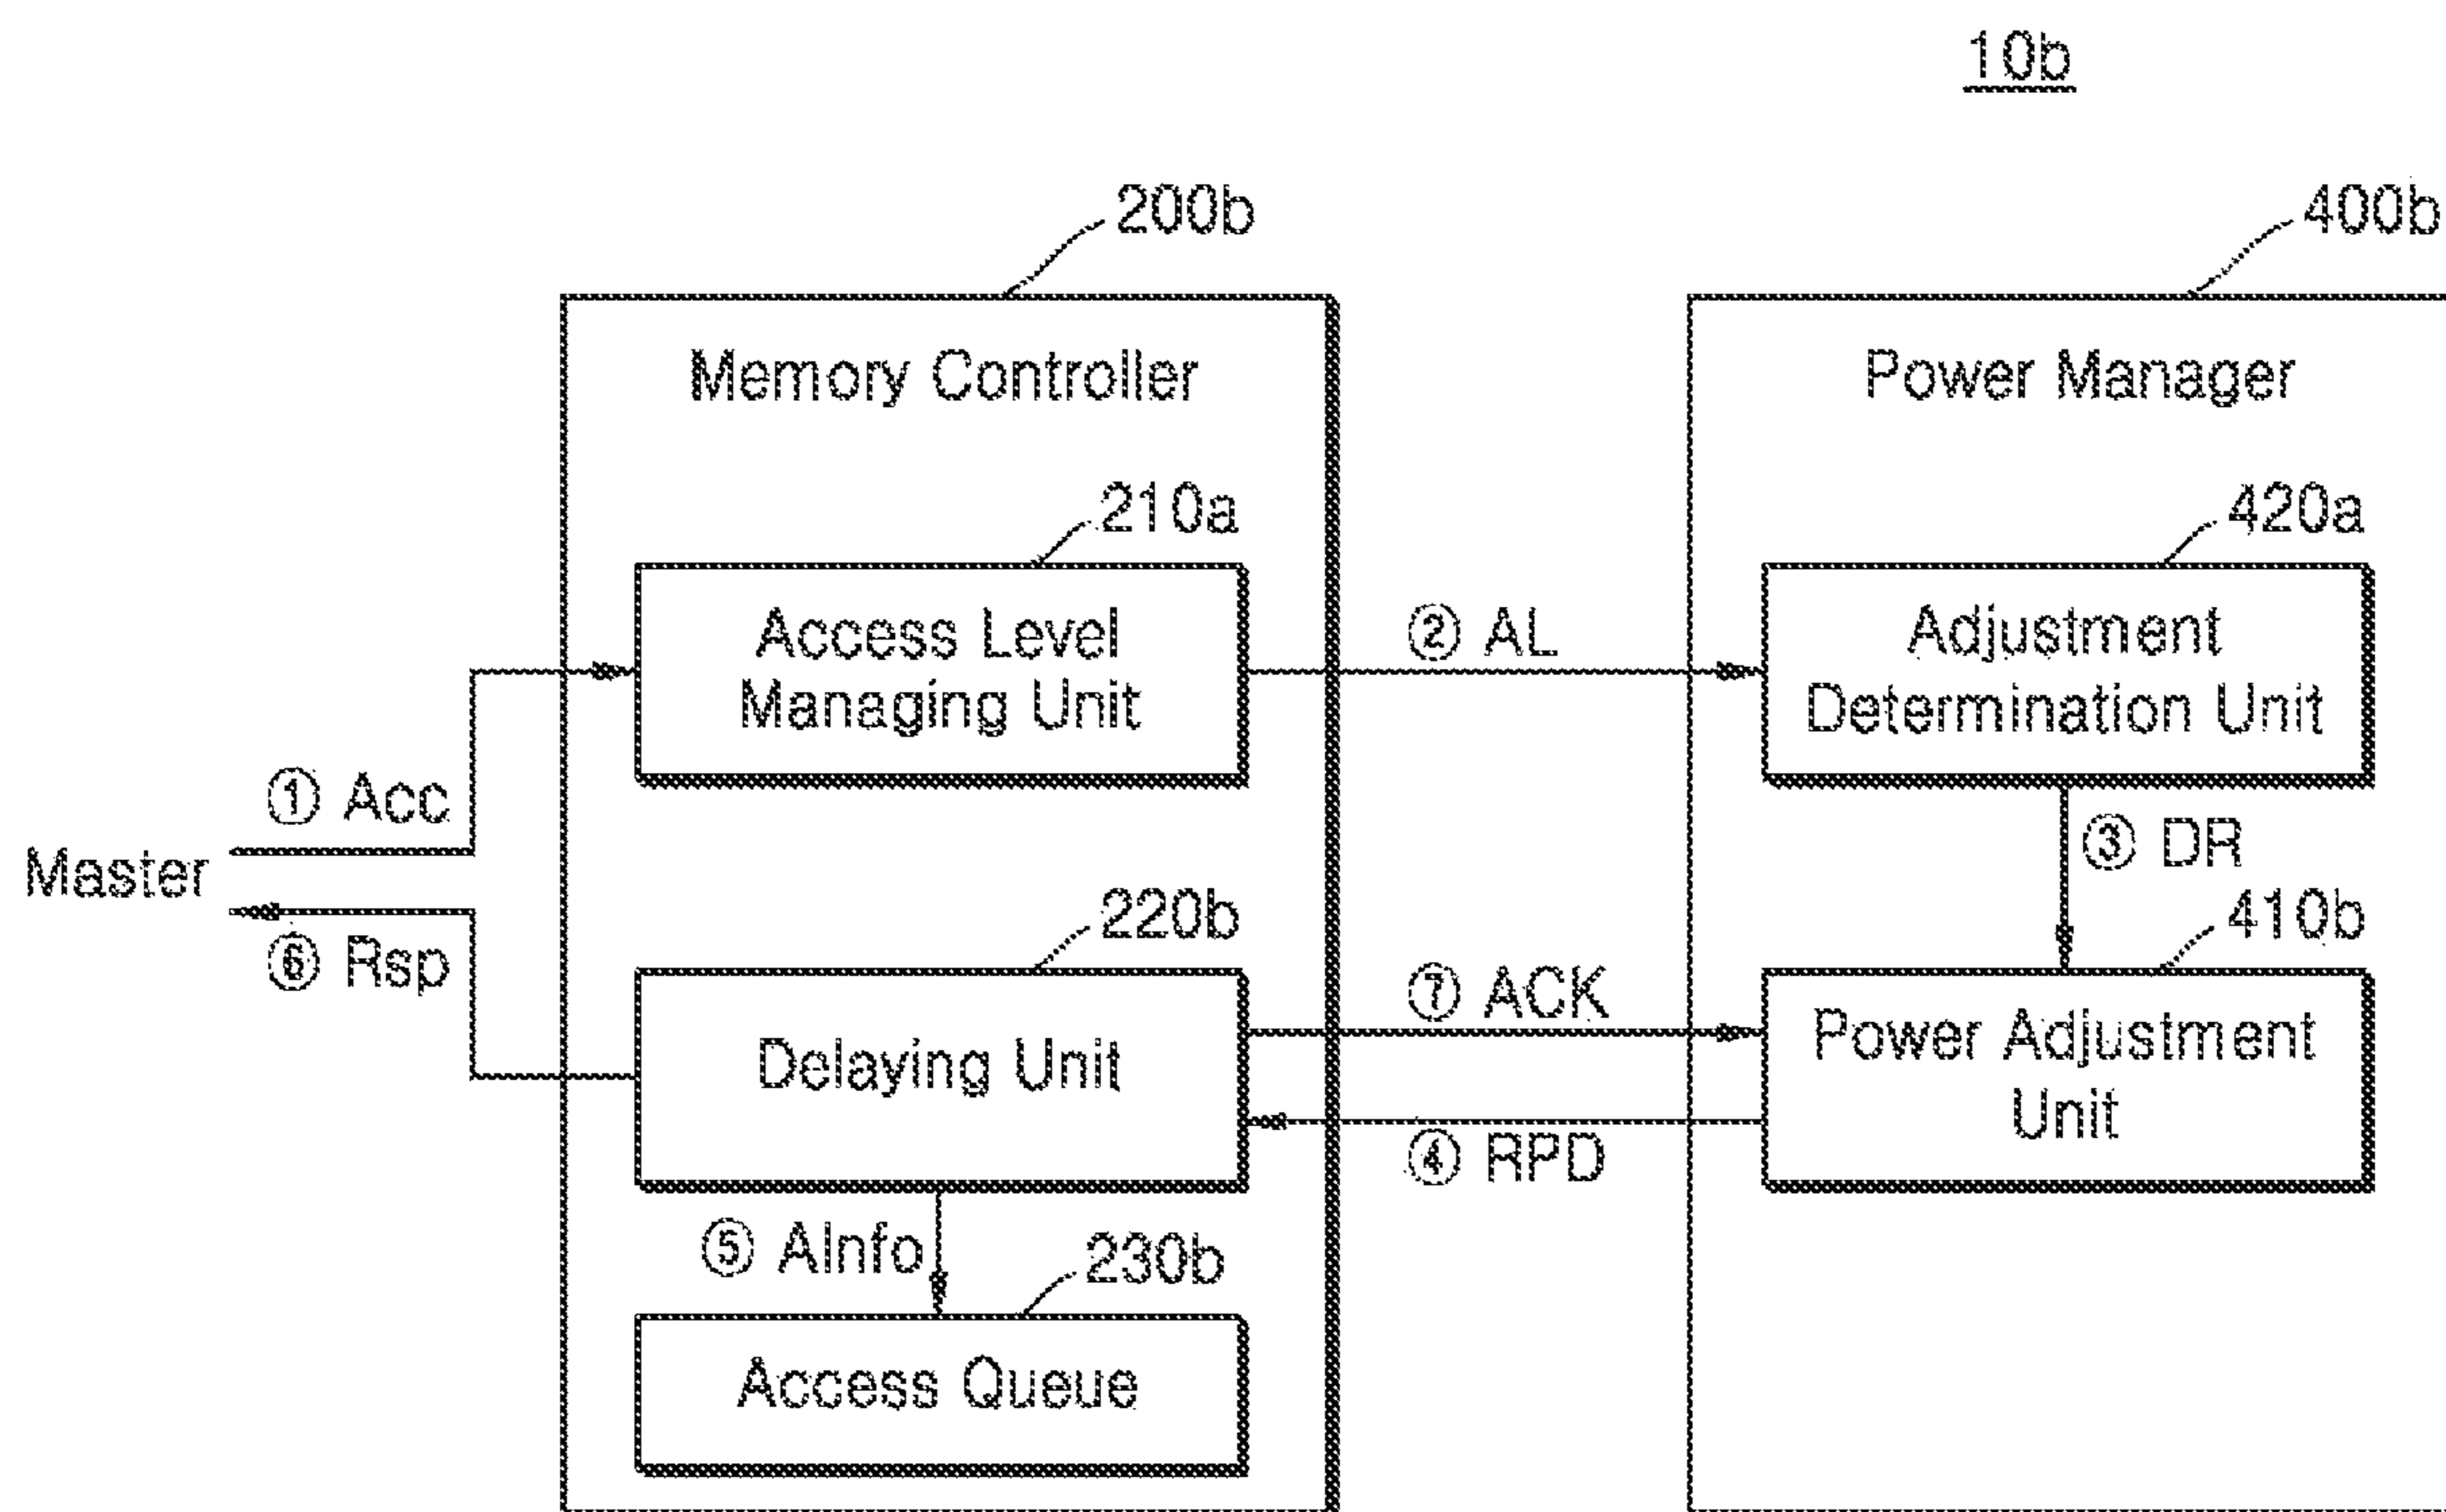 10b
200b
400b
Memory Controller
Power Manager
210a
420a
Access Level
Managing Unit
② AL
Adjustment
Determination Unit
① Acc
③ DR
Master
220b
410b
⑥ Rsp
⑦ ACK
Delaying Unit
Power Adjustment
Unit
④ RPD
⑤ AInfo
230b
Access Queue